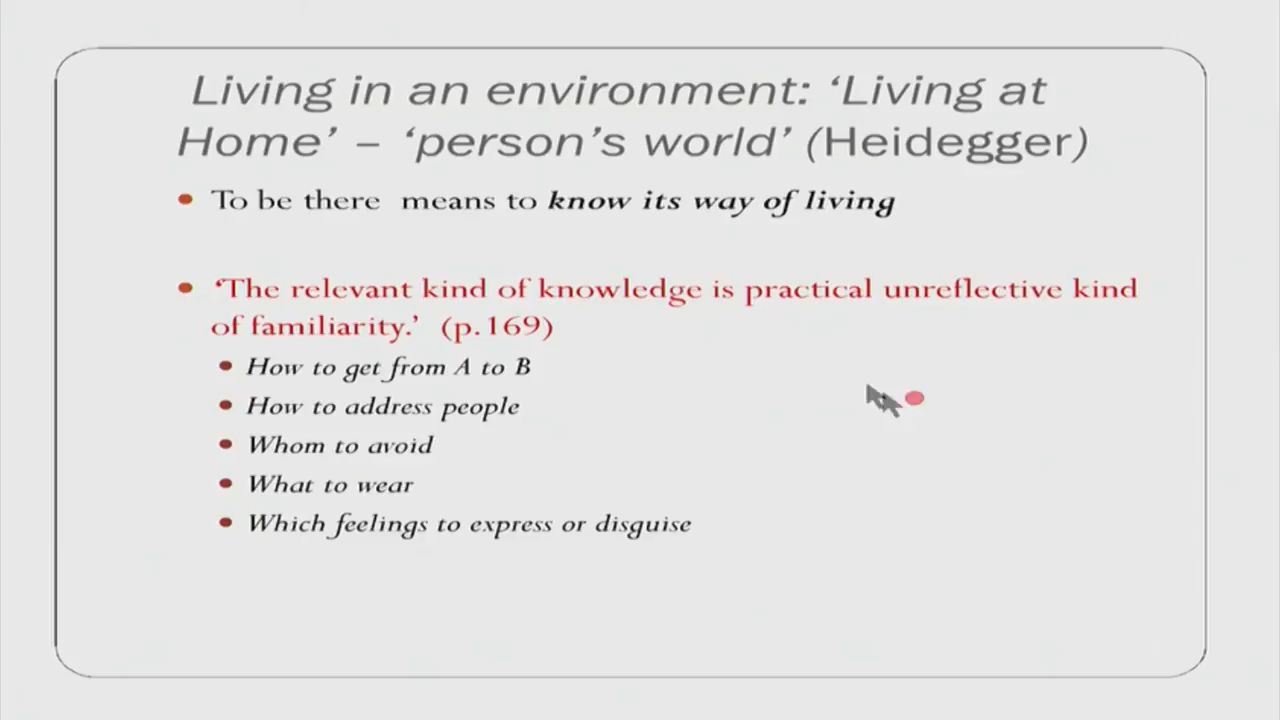 Living in an environment: ‘Living at
Home’ – ‘person’s world’ (Heidegger)
• To be there means to know its way of living
• ‘The relevant kind of knowledge is practical unreflective kind
of familiarity.’ (p.169)
• How to get from A to B
• How to address people
• Whom to avoid
• What to wear
• Which feelings to express or disguise